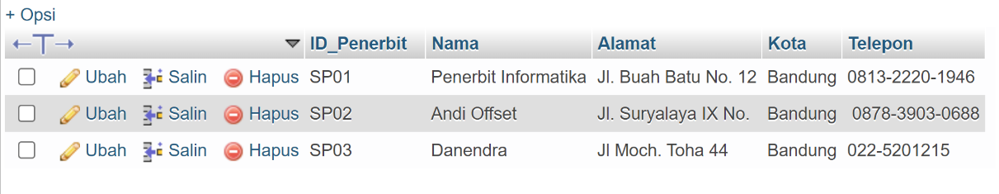 + Opsi
←T→ ID_Penerbit Nama Alamat Kota Telepon
Ubah Salin Hapus SP01 Penerbit Informatika Jl. Buah Batu No. 12 Bandung 0813-2220-1946
Ubah Salin Hapus SP02 Andi Offset Jl. Suryalaya IX No. Bandung 0878-3903-0688
Ubah Salin Hapus SP03 Danendra Jl Moch. Toha 44 Bandung 022-5201215